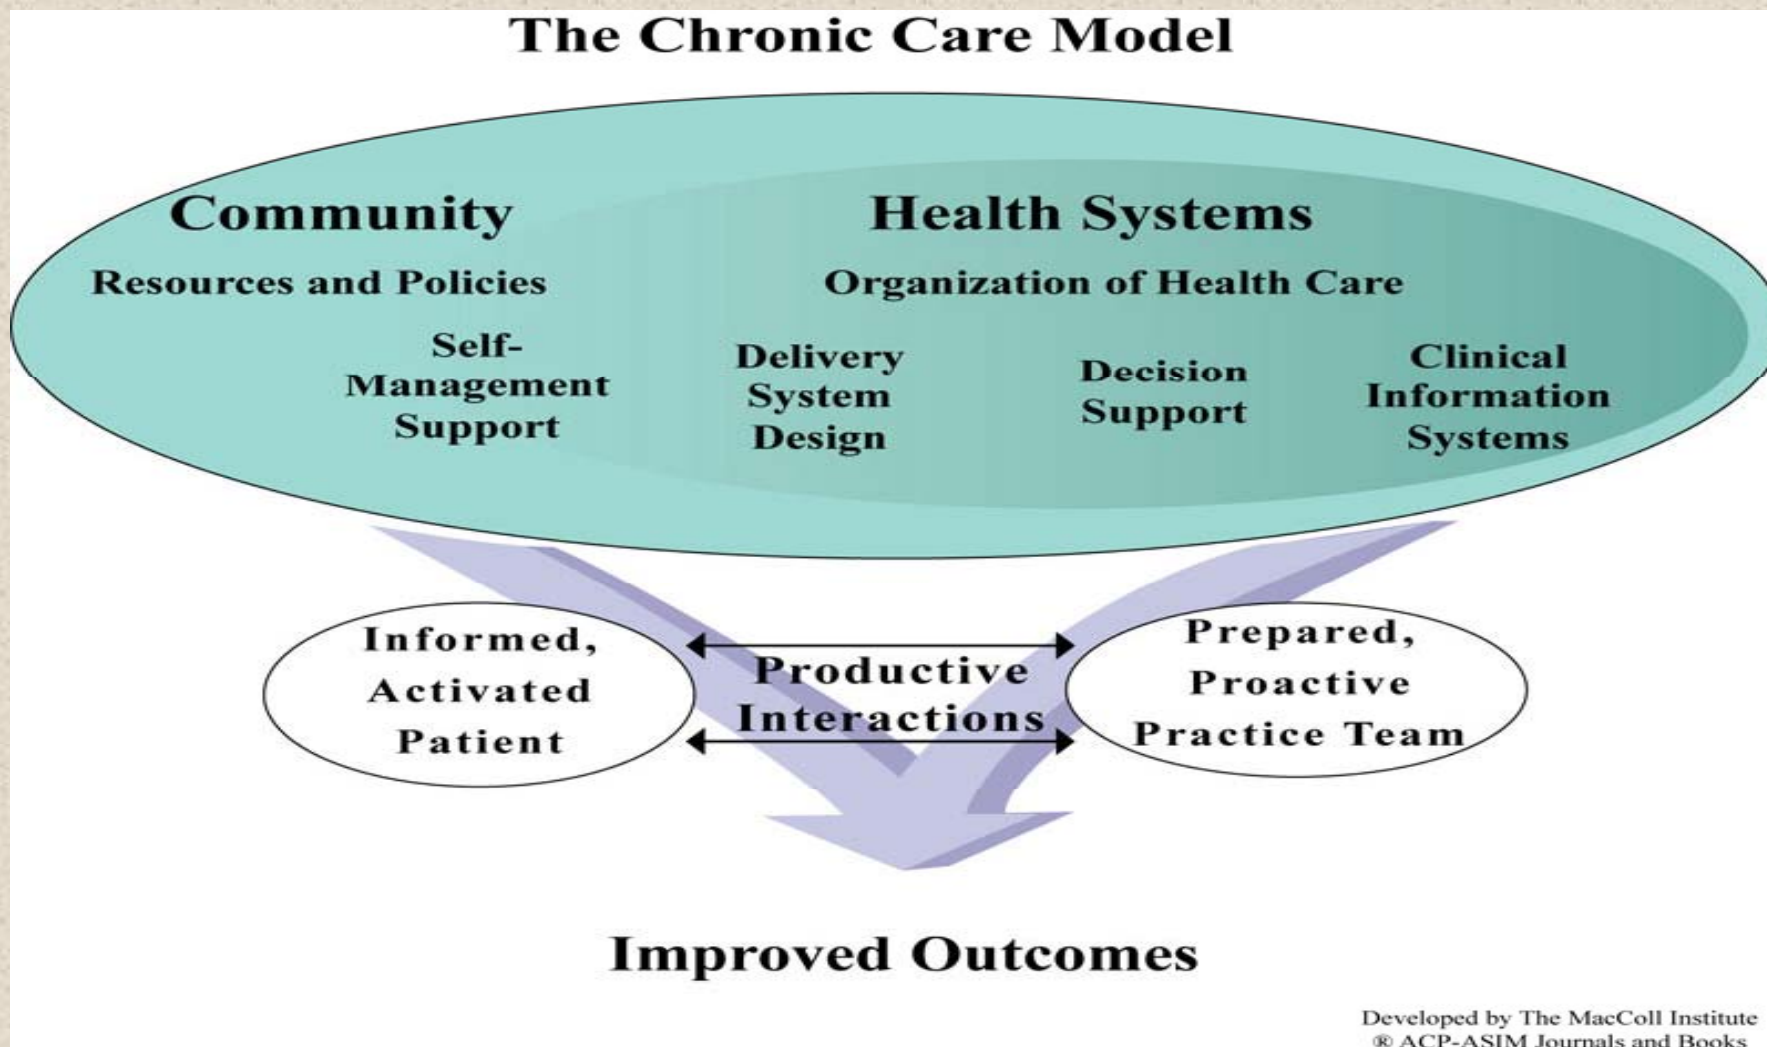 The Chronic Care Model
Community
Health Systems
Resources and Policies
Organization of Health Care
Self-
Management
Support
Delivery
System
Design
Decision
Support
Clinical
Information
Systems
Informed,
Activated
Patient
Productive
Interactions
Prepared,
Proactive
Practice Team
Improved Outcomes
Developed by The MacColl Institute
® ACP-ASIM Journals and Books